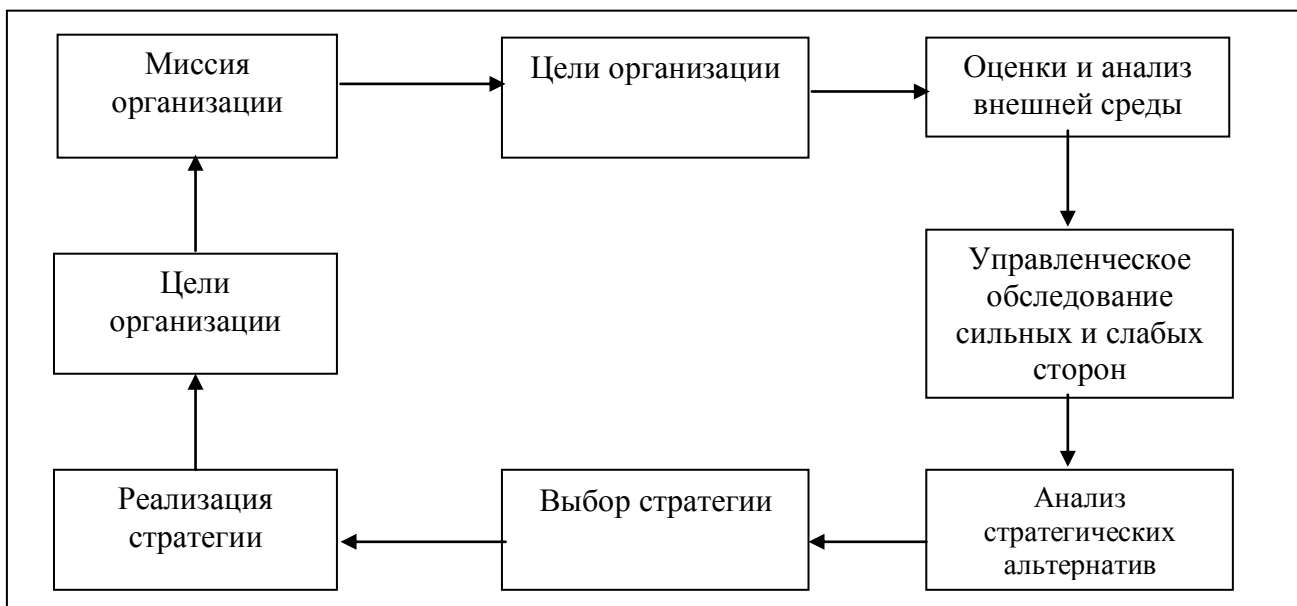 Миссия
организации
Цели организации
Оценки и анализ
внешней среды
Цели
организации
Управленческое
обследование
сильных и слабых
сторон
Реализация
стратегии
Выбор стратегии
Анализ
стратегических
альтернатив